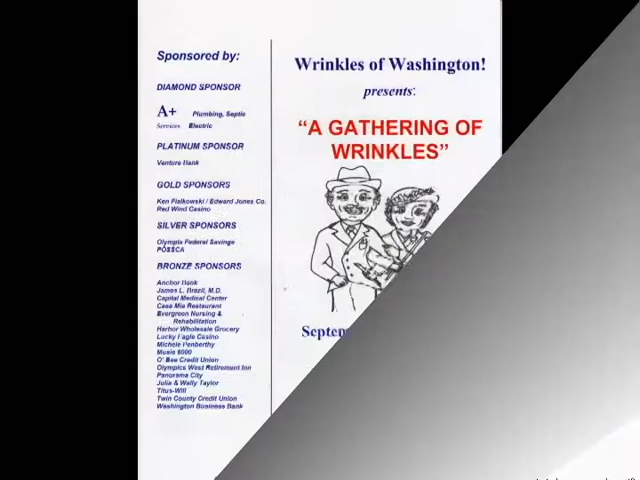 Sponsored by:
DIAMOND SPONSOR
A+ Plumbing, Septic
Services Electric
PLATINUM SPONSOR
Venture Bank
GOLD SPONSORS
Ken Fialkowski / Edward Jones Co.
Red Wind Casino
SILVER SPONSORS
Olympia Federal Savings
BRONZE SPONSORS
Anchor Bank
James L. Brazil, M.D.
Capital Medical Center
Casa Mia Restaurant
Evergreen Nursing &
Rehabilitation
Harbor Wholesale Grocery
Lucky Eagle Casino
Michele Penberthy
Music 6000
O' Bee Credit Union
Olympics West Retirement Inn
Panorama City
Julia & Wally Taylor
Titus-Will
Twin County Credit Union
Washington Business Bank
Wrinkles of Washington!
presents:
“A GATHERING OF
WRINKLES”
Septem